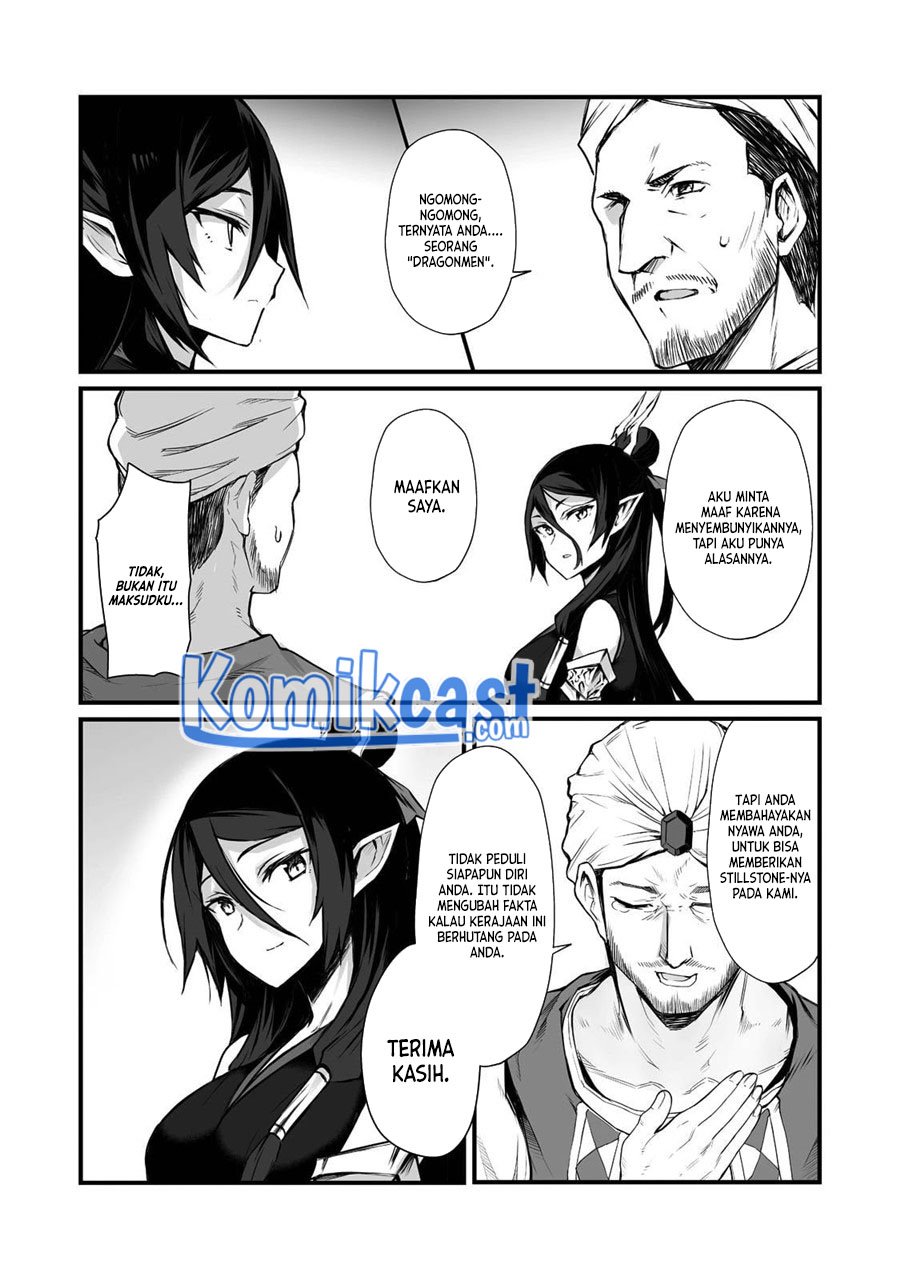 NGOMONG-
NGOMONG,
TERNYATA ANDA....
SEORANG
"DRAGONMEN".
AKU MINTA
MAAF KARENA
MENYEMBUNYIKANNYA,
TAPI AKU PUNYA
ALASANNYA.
MAAFKAN
SAYA.
TIDAK,
BUKAN ITU
MAKSUDKU...
Komikcast
.com
TAPI ANDA
MEMBAHAYAKAN
NYAWA ANDA,
UNTUK BISA
MEMBERIKAN
STILLSTONE-NYA
PADA KAMI.
TIDAK PEDULI
SIAPAPUN DIRI
ANDA. ITU TIDAK
MENGUBAH FAKTA
KALAU KERAJAAN INI
BERHUTANG PADA
ANDA.
TERIMA
KASIH.